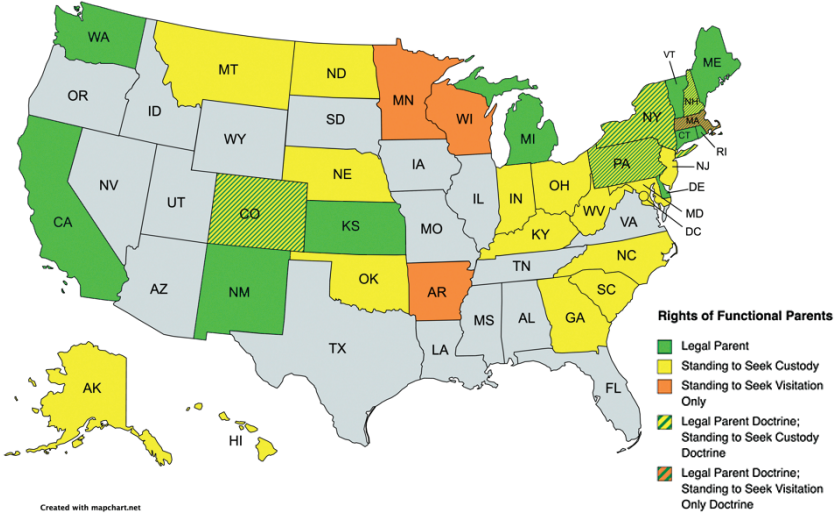 WA
MT
ND
MN
VT
ME
OR
ID
SD
WI
MI
NY
NH
MA
CT
RI
WY
NE
IA
PA
NJ
NV
UT
CO
IL
IN
OH
DE
CA
KS
MO
WV
VA
MD
KY
DC
AZ
NM
OK
AR
TN
NC
SC
MS
AL
GA
TX
LA
FL
AK
HI
Rights of Functional Parents
Legal Parent
Standing to Seek Custody
Standing to Seek Visitation
Only
Legal Parent Doctrine;
Standing to Seek Custody
Doctrine
Legal Parent Doctrine;
Standing to Seek Visitation
Only Doctrine
Created with mapchart.net